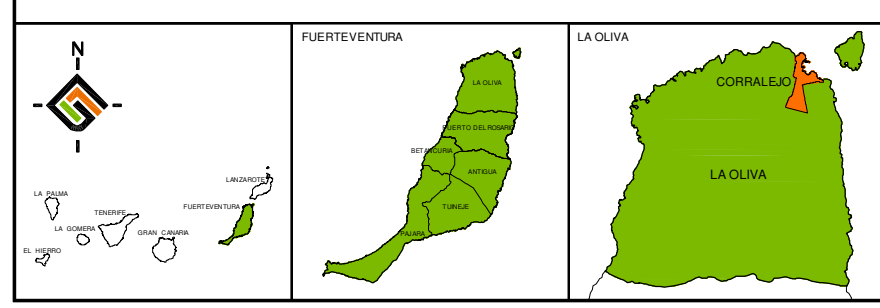 N
LA PALMA
LA GOMERA
EL HIERRO
TENERIFE
GRAN CANARIA
FUERTEVENTURA
LANZAROTE
FUERTEVENTURA
LA OLIVA
PUERTO DEL ROSARIO
BETANCURIA
ANTIGUA
TUINEJE
PAJARA
LA OLIVA
CORRALEJO
LA OLIVA